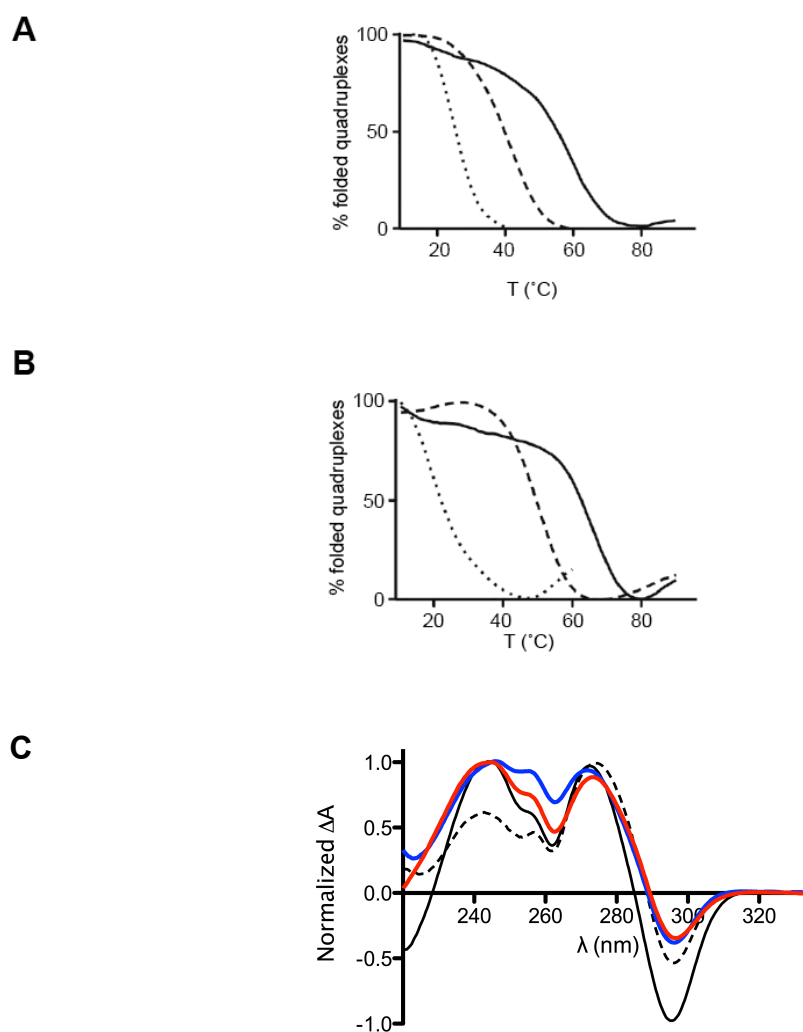 A
% folded quadruplexes
100
50
0
20 40 60 80
T (˚C)
B
% folded quadruplexes
100
50
0
20 40 60 80
T (˚C)
C
Normalized ΔA
1.0
0.5
0.0
-0.5
-1.0
240 260 280 300 320
λ (nm)